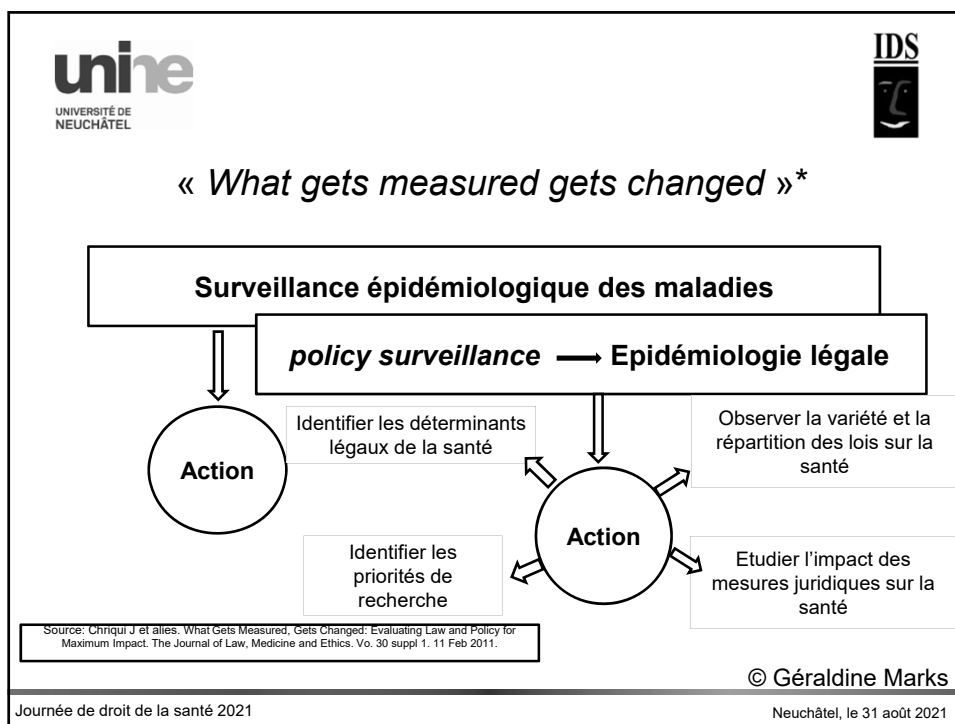 unine
UNIVERSITÉ DE
NEUCHÂTEL
IDS
« What gets measured gets changed »*
Surveillance épidémiologique des maladies
policy surveillance → Epidémiologie légale
Action
Identifier les déterminants
légaux de la santé
Observer la variété et la
répartition des lois sur la
santé
Action
Identifier les
priorités de
recherche
Etudier l’impact des
mesures juridiques sur la
santé
Source: Chriqui J et alies. What Gets Measured, Gets Changed: Evaluating Law and Policy for
Maximum Impact. The Journal of Law, Medicine and Ethics. Vo. 30 suppl 1. 11 Feb 2011.
© Géraldine Marks
Journée de droit de la santé 2021
Neuchâtel, le 31 août 2021